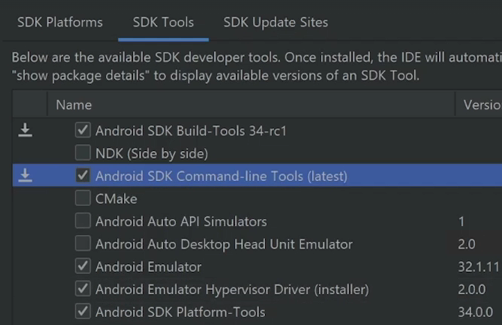 SDK Platforms SDK Tools SDK Update Sites
Below are the available SDK developer tools. Once installed, the IDE will automati
"show package details" to display available versions of an SDK Tool.
Name Versio
Android SDK Build-Tools 34-rc1
NDK (Side by side)
Android SDK Command-line Tools (latest)
CMake
Android Auto API Simulators 1
Android Auto Desktop Head Unit Emulator 2.0
Android Emulator 32.1.11
Android Emulator Hypervisor Driver (installer) 2.0.0
Android SDK Platform-Tools 34.0.0